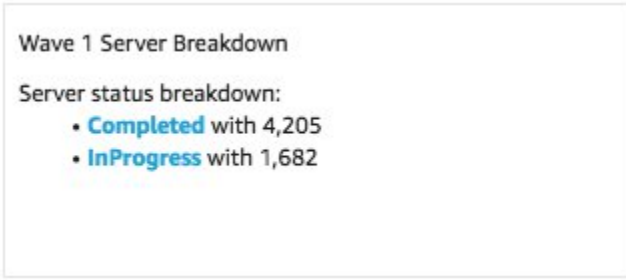 Wave 1 Server Breakdown
Server status breakdown:
• Completed with 4,205
• InProgress with 1,682